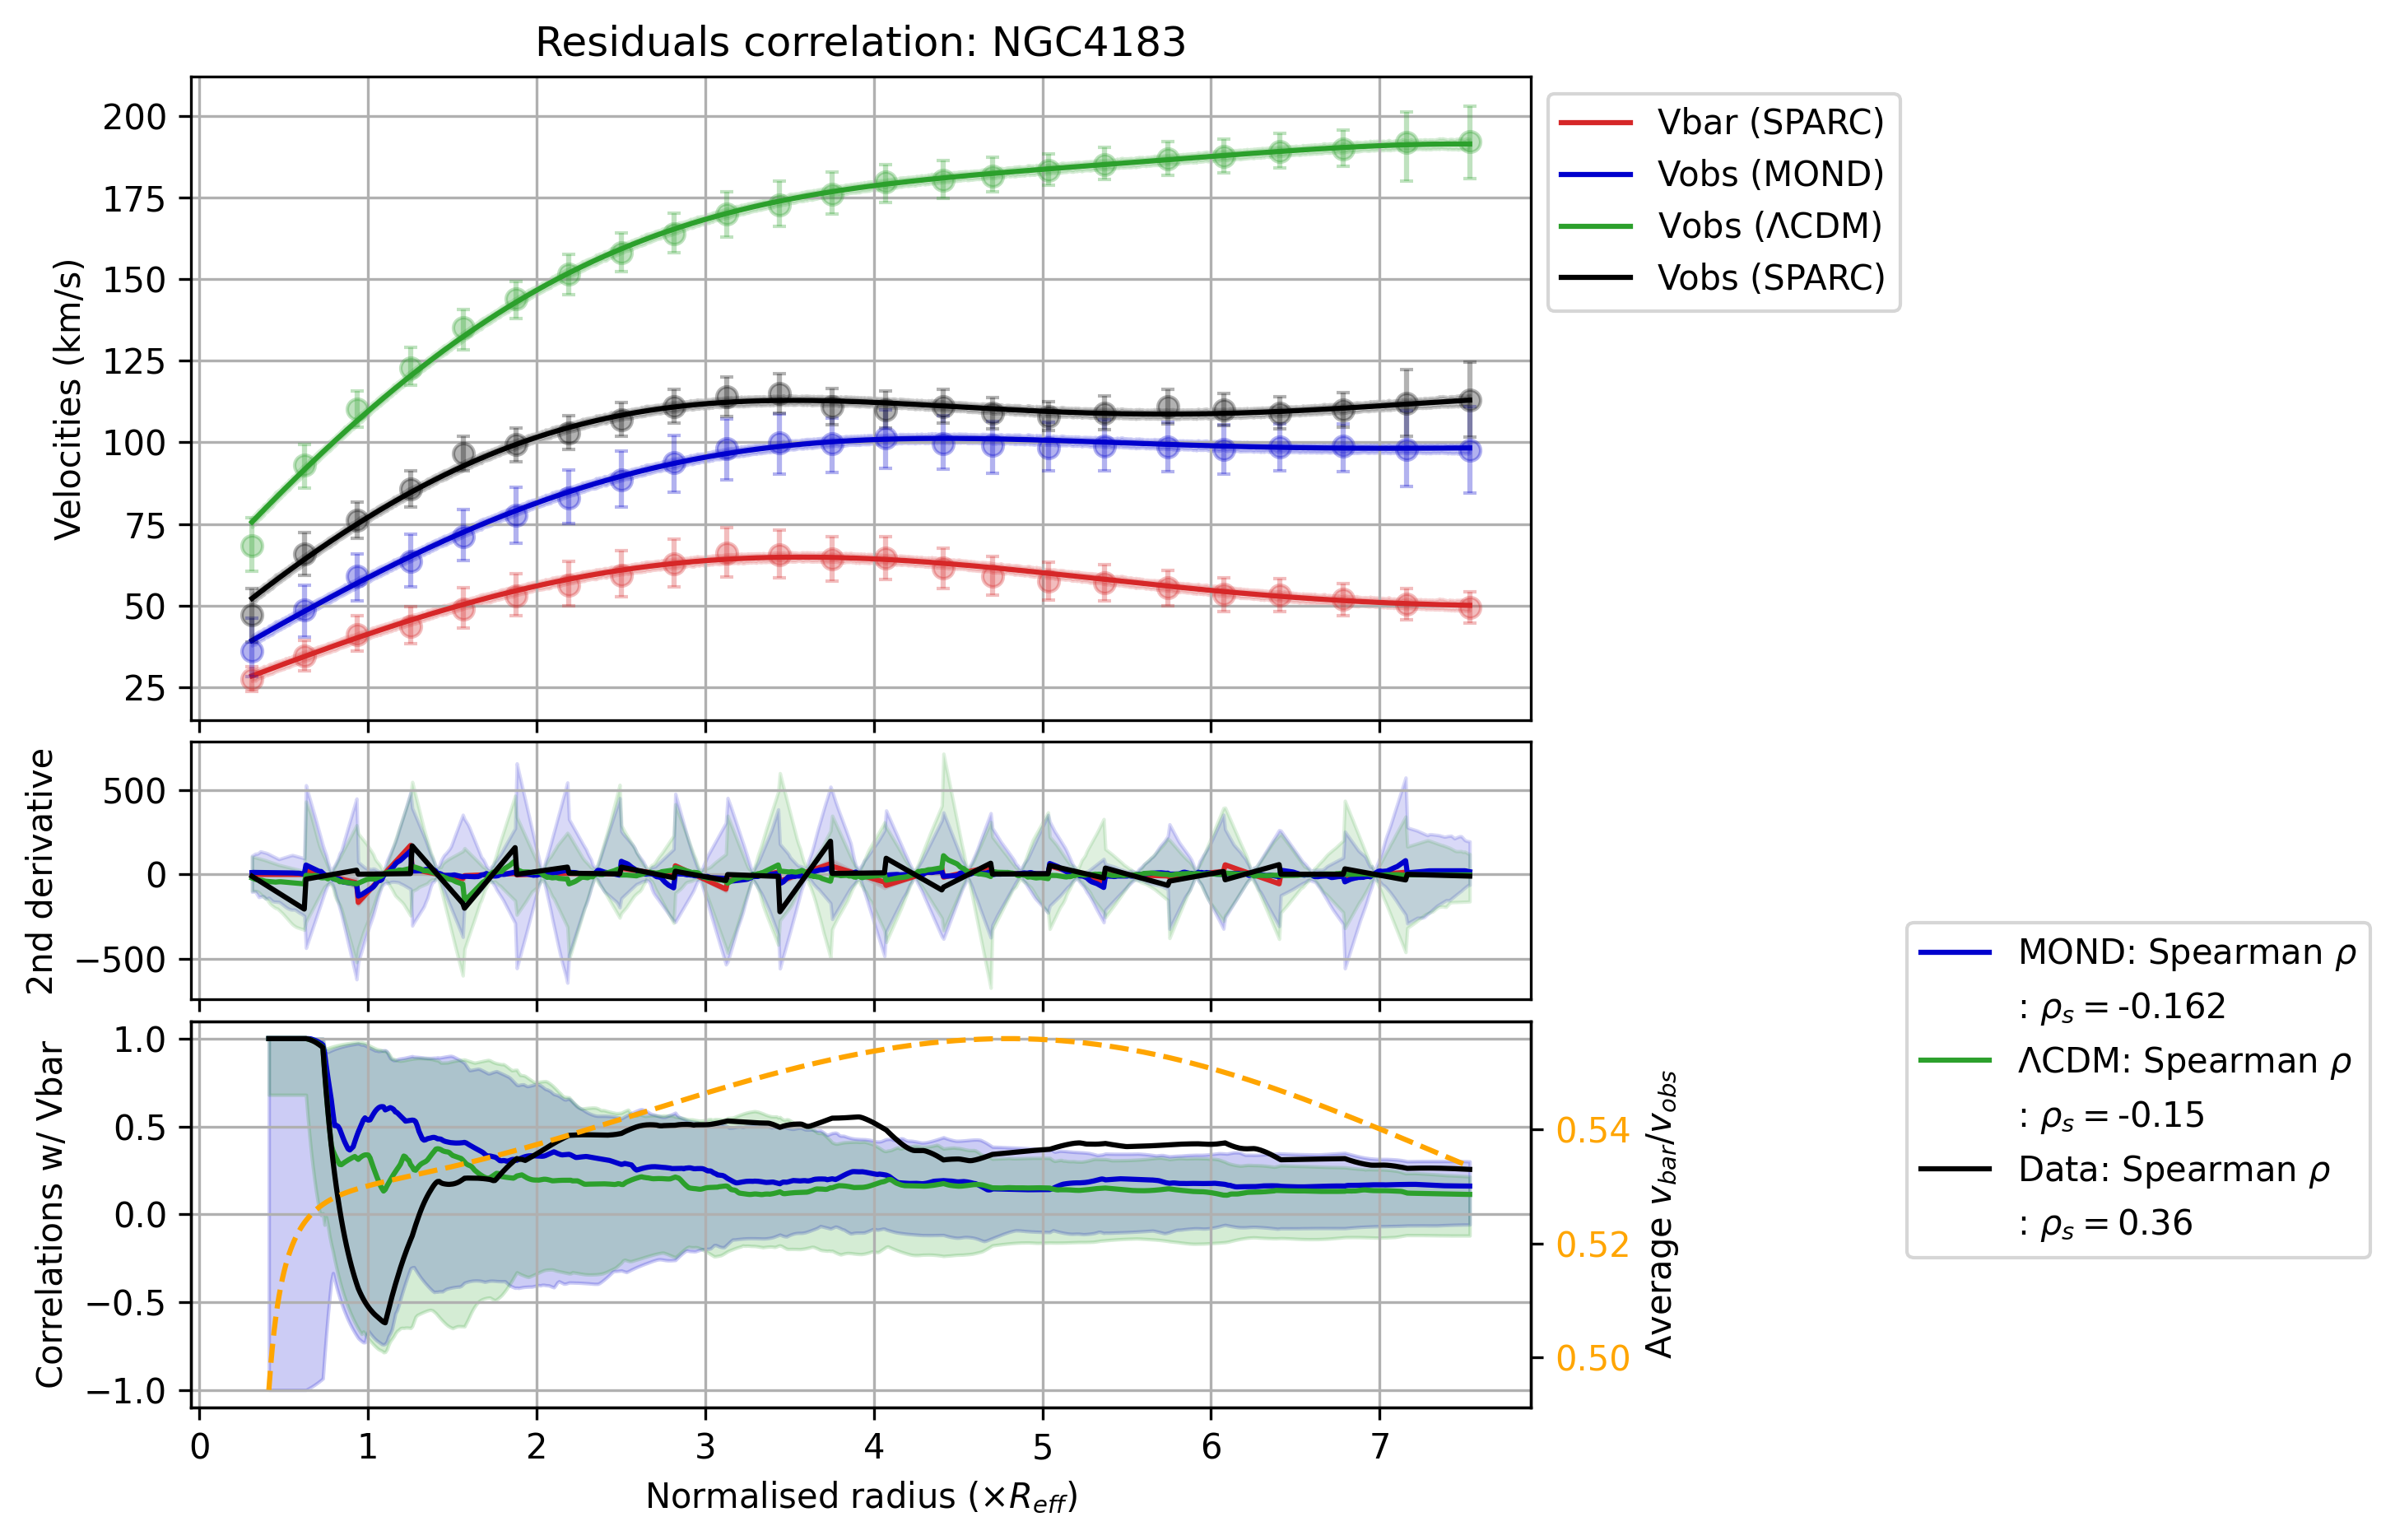 Residuals correlation: NGC4183
Velocities (km/s)
200
175
150
125
100
75
50
25
Vbar (SPARC)
Vobs (MOND)
Vobs (ΛCDM)
Vobs (SPARC)
2nd derivative
500
0
−500
Correlations w/ Vbar
1.0
0.5
0.0
−0.5
−1.0
0.54
0.52
0.50
Average v_bar/v_obs
MOND: Spearman ρ
: ρ_s = -0.162
ΛCDM: Spearman ρ
: ρ_s = -0.15
Data: Spearman ρ
: ρ_s = 0.36
0 1 2 3 4 5 6 7
Normalised radius (×R_eff)